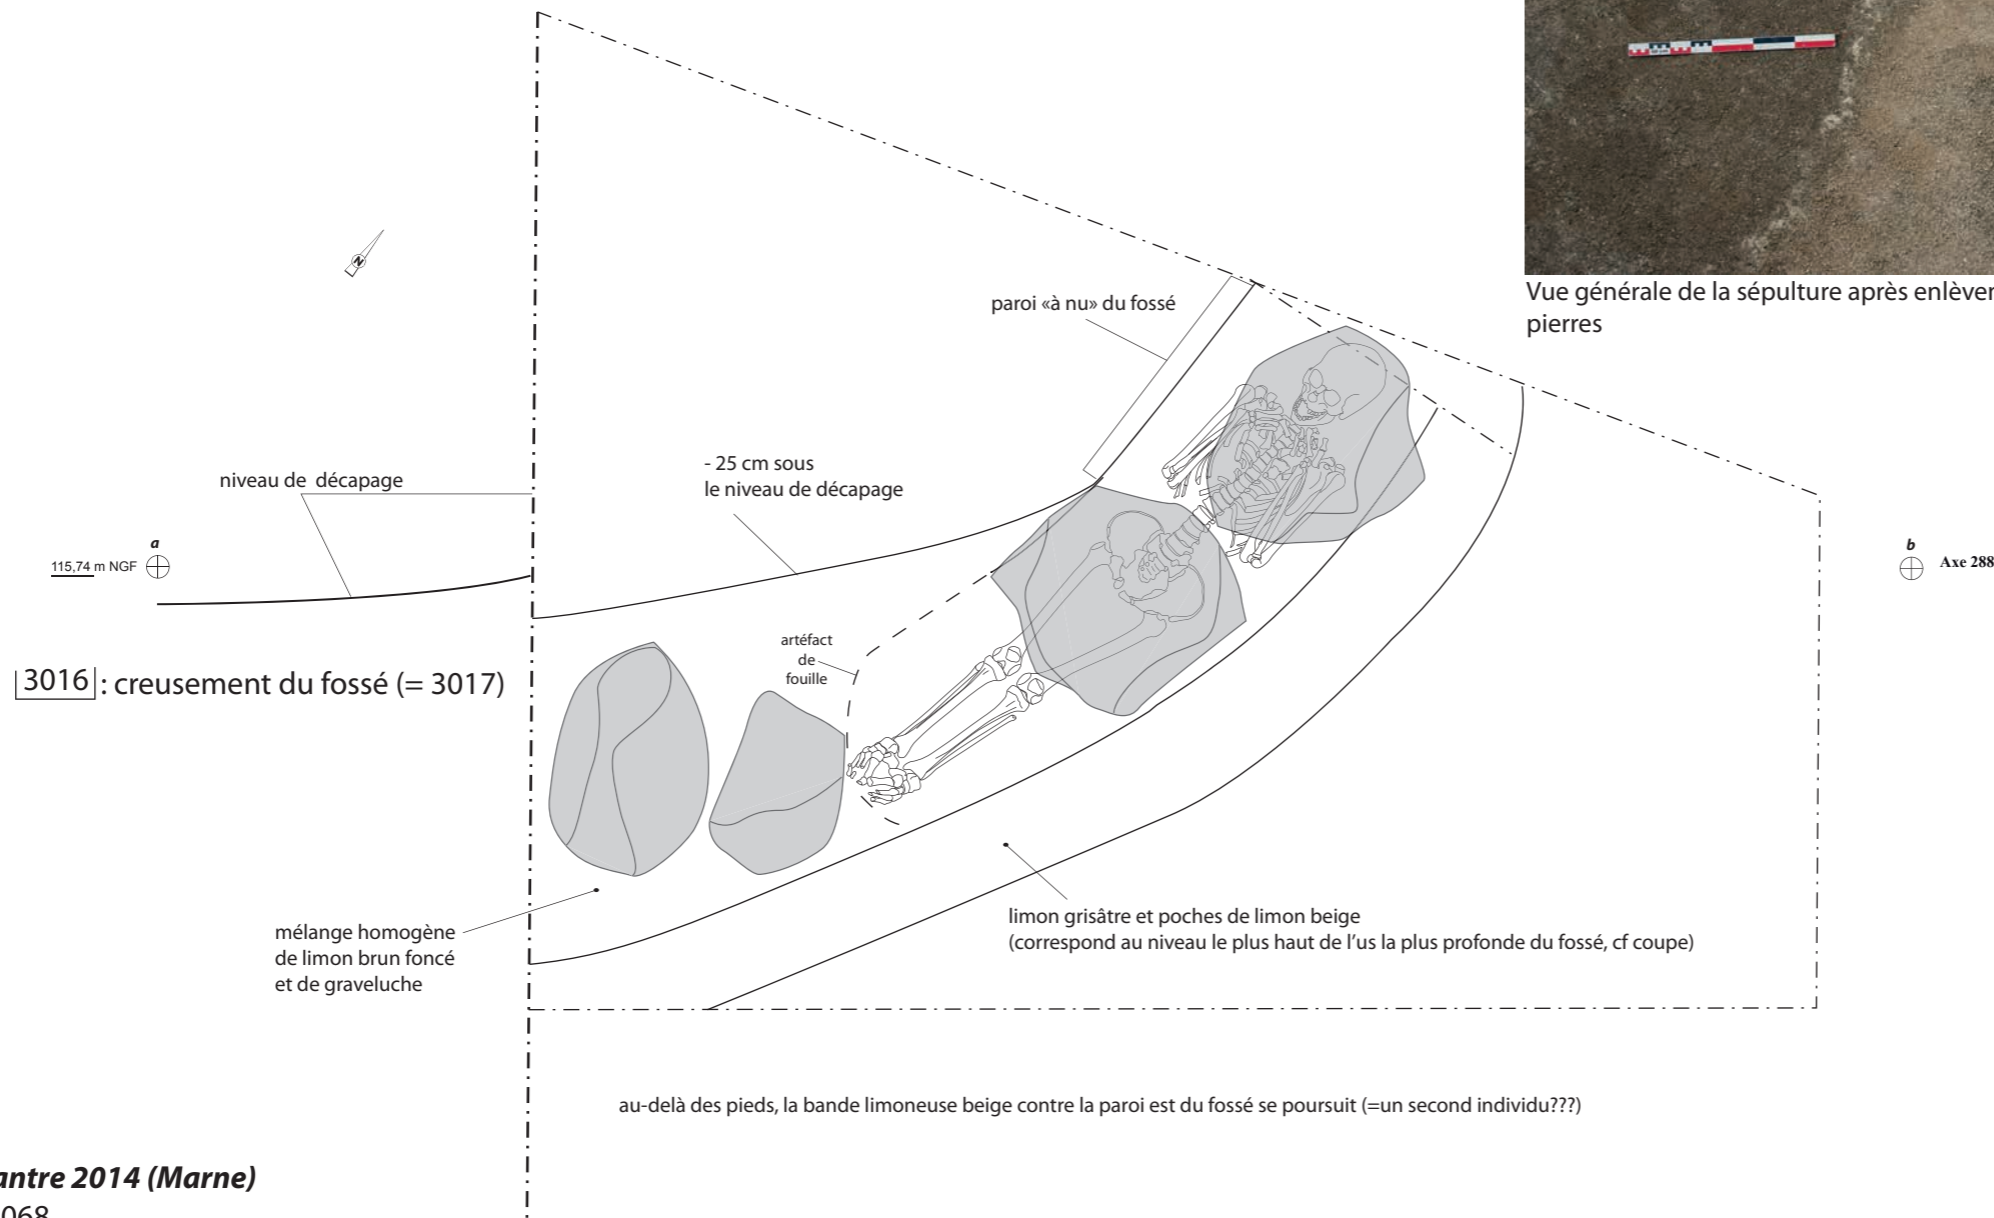 Vue générale de la sépulture après enlèver
pierres
N
paroi «à nu» du fossé
niveau de décapage
- 25 cm sous
le niveau de décapage
a
115,74 m NGF
b
Axe 288
artéfact
de
fouille
3016 : creusement du fossé (= 3017)
limon grisâtre et poches de limon beige
(correspond au niveau le plus haut de l'us la plus profonde du fossé, cf coupe)
mélange homogène
de limon brun foncé
et de graveluche
au-delà des pieds, la bande limoneuse beige contre la paroi est du fossé se poursuit (=un second individu???)
antre 2014 (Marne)
068